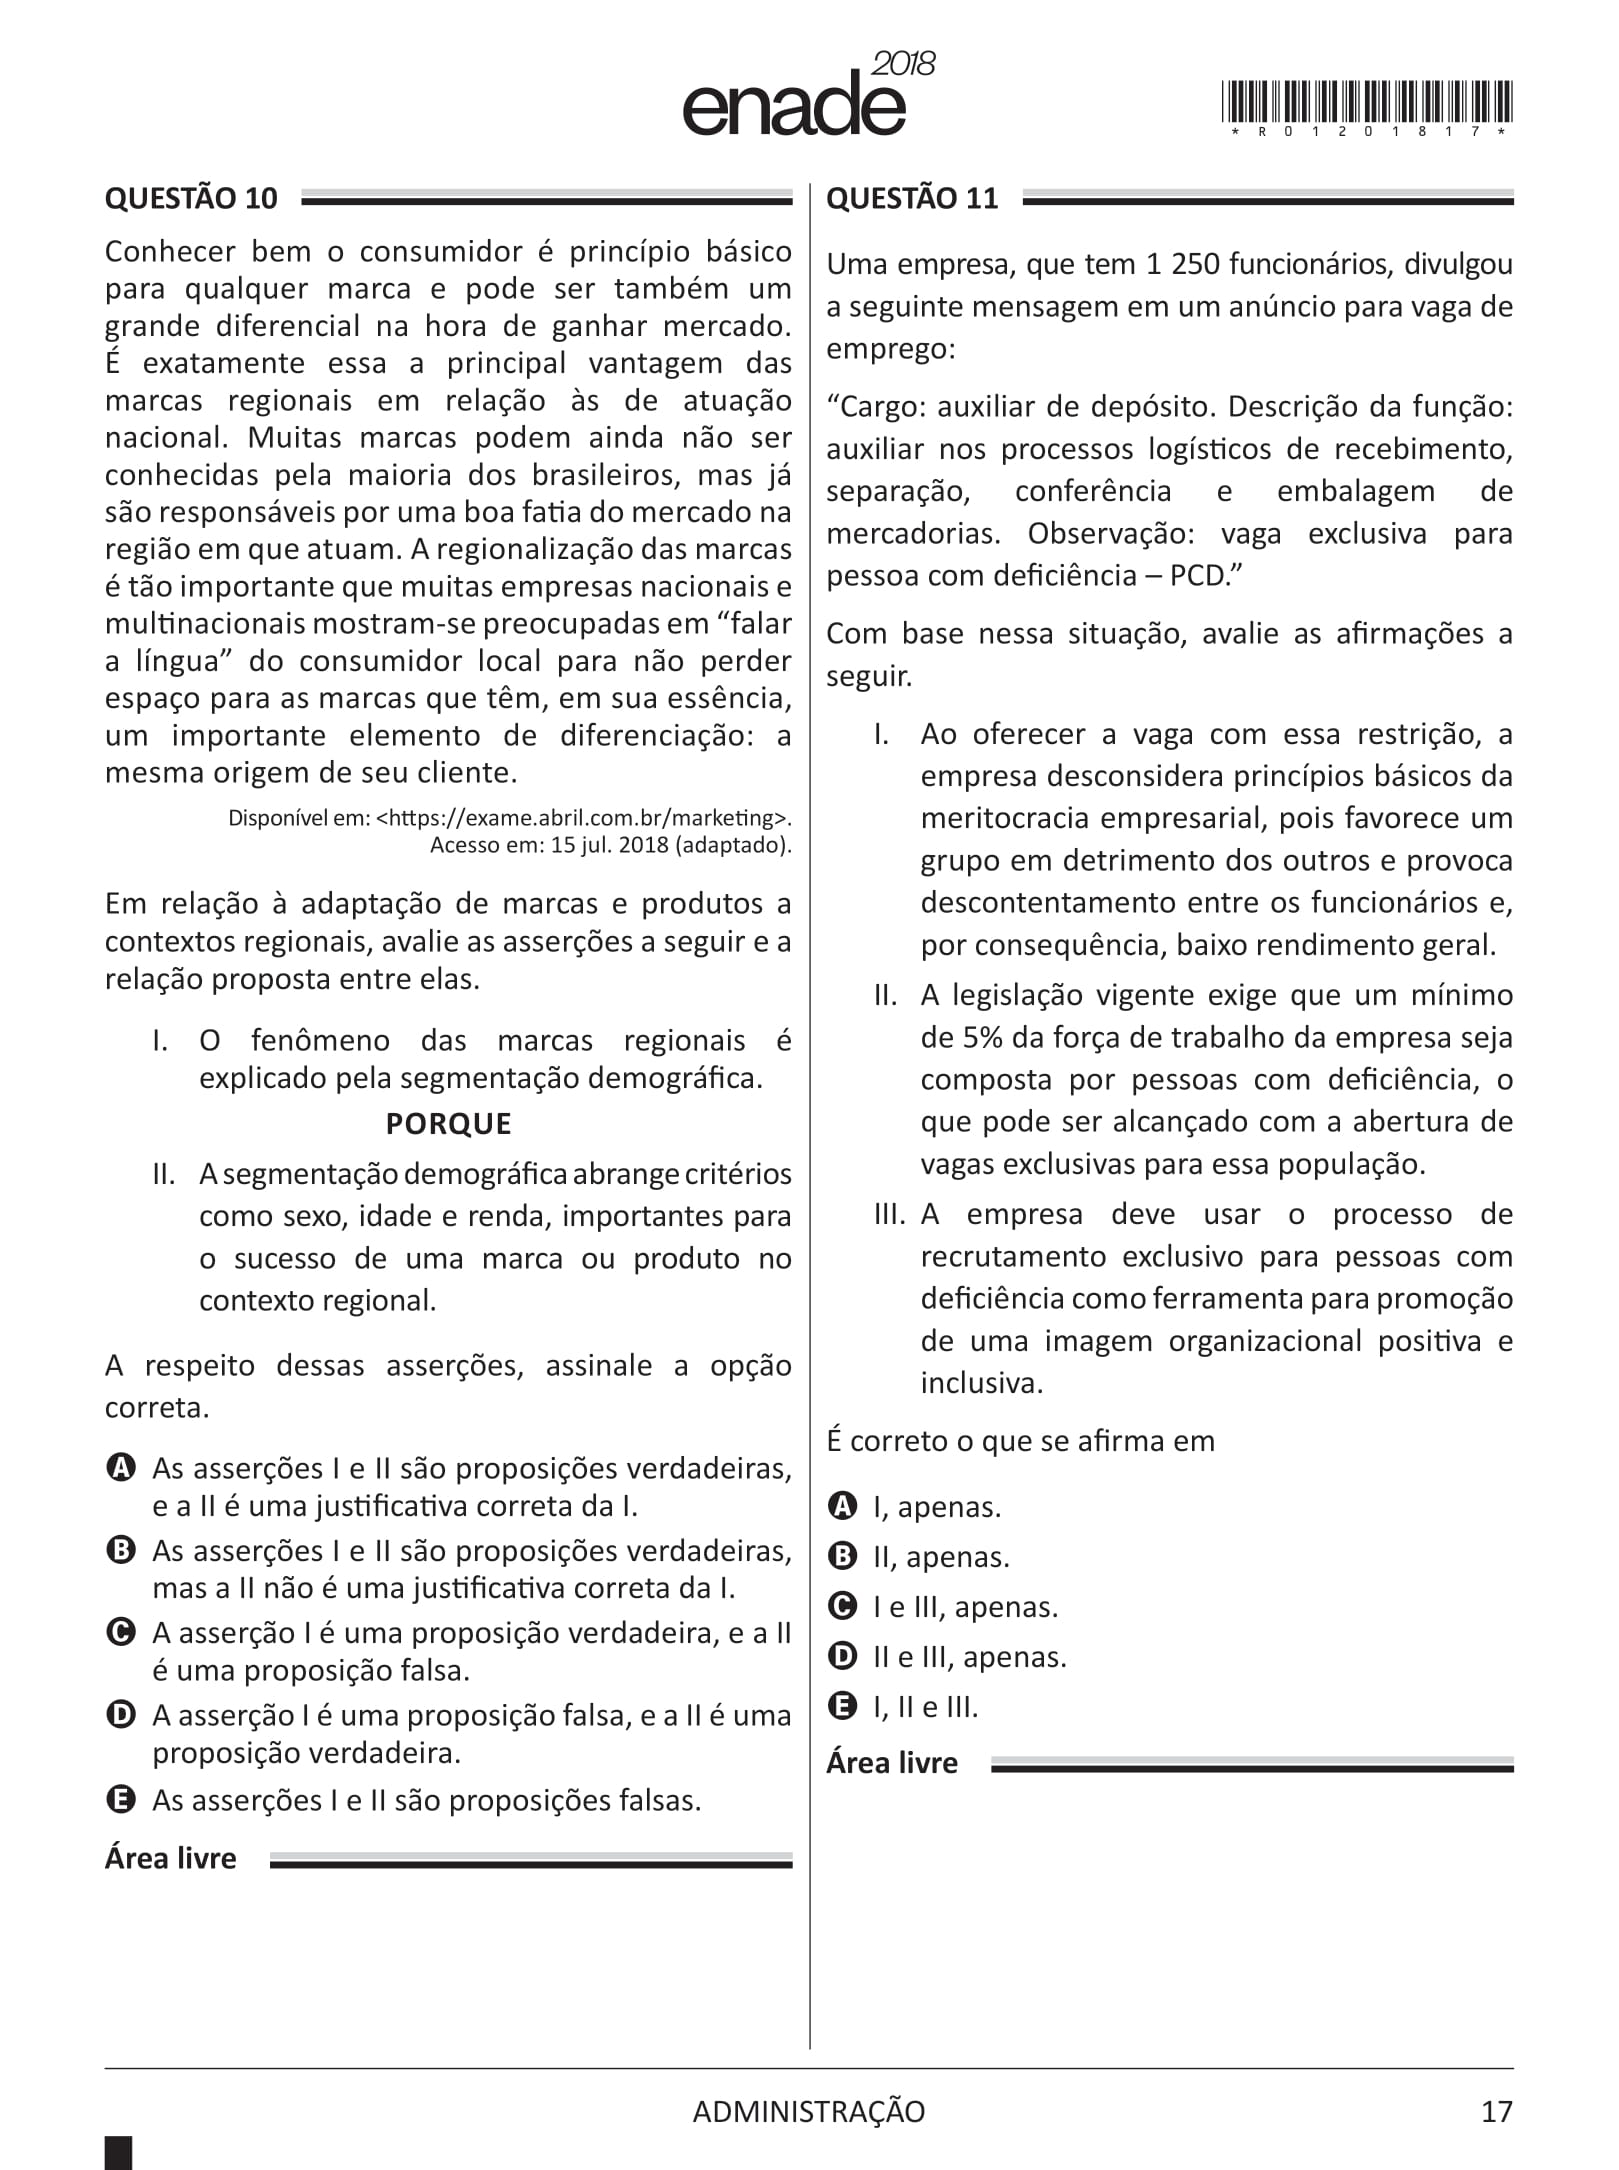 enade 2018
*R01201817*
QUESTÃO 10
Conhecer bem o consumidor é princípio básico
para qualquer marca e pode ser também um
grande diferencial na hora de ganhar mercado.
É exatamente essa a principal vantagem das
marcas regionais em relação às de atuação
nacional. Muitas marcas podem ainda não ser
conhecidas pela maioria dos brasileiros, mas já
são responsáveis por uma boa fatia do mercado na
região em que atuam. A regionalização das marcas
é tão importante que muitas empresas nacionais e
multinacionais mostram-se preocupadas em “falar
a língua” do consumidor local para não perder
espaço para as marcas que têm, em sua essência,
um importante elemento de diferenciação: a
mesma origem de seu cliente.
Disponível em: <https://exame.abril.com.br/marketing>.
Acesso em: 15 jul. 2018 (adaptado).
Em relação à adaptação de marcas e produtos a
contextos regionais, avalie as asserções a seguir e a
relação proposta entre elas.
I. O fenômeno das marcas regionais é
explicado pela segmentação demográfica.
PORQUE
II. A segmentação demográfica abrange critérios
como sexo, idade e renda, importantes para
o sucesso de uma marca ou produto no
contexto regional.
A respeito dessas asserções, assinale a opção
correta.
A As asserções I e II são proposições verdadeiras,
e a II é uma justificativa correta da I.
B As asserções I e II são proposições verdadeiras,
mas a II não é uma justificativa correta da I.
C A asserção I é uma proposição verdadeira, e a II
é uma proposição falsa.
D A asserção I é uma proposição falsa, e a II é uma
proposição verdadeira.
E As asserções I e II são proposições falsas.
Área livre
QUESTÃO 11
Uma empresa, que tem 1 250 funcionários, divulgou
a seguinte mensagem em um anúncio para vaga de
emprego:
“Cargo: auxiliar de depósito. Descrição da função:
auxiliar nos processos logísticos de recebimento,
separação, conferência e embalagem de
mercadorias. Observação: vaga exclusiva para
pessoa com deficiência – PCD.”
Com base nessa situação, avalie as afirmações a
seguir.
I. Ao oferecer a vaga com essa restrição, a
empresa desconsidera princípios básicos da
meritocracia empresarial, pois favorece um
grupo em detrimento dos outros e provoca
descontentamento entre os funcionários e,
por consequência, baixo rendimento geral.
II. A legislação vigente exige que um mínimo
de 5% da força de trabalho da empresa seja
composta por pessoas com deficiência, o
que pode ser alcançado com a abertura de
vagas exclusivas para essa população.
III. A empresa deve usar o processo de
recrutamento exclusivo para pessoas com
deficiência como ferramenta para promoção
de uma imagem organizacional positiva e
inclusiva.
É correto o que se afirma em
A I, apenas.
B II, apenas.
C I e III, apenas.
D II e III, apenas.
E I, II e III.
Área livre
ADMINISTRAÇÃO
17